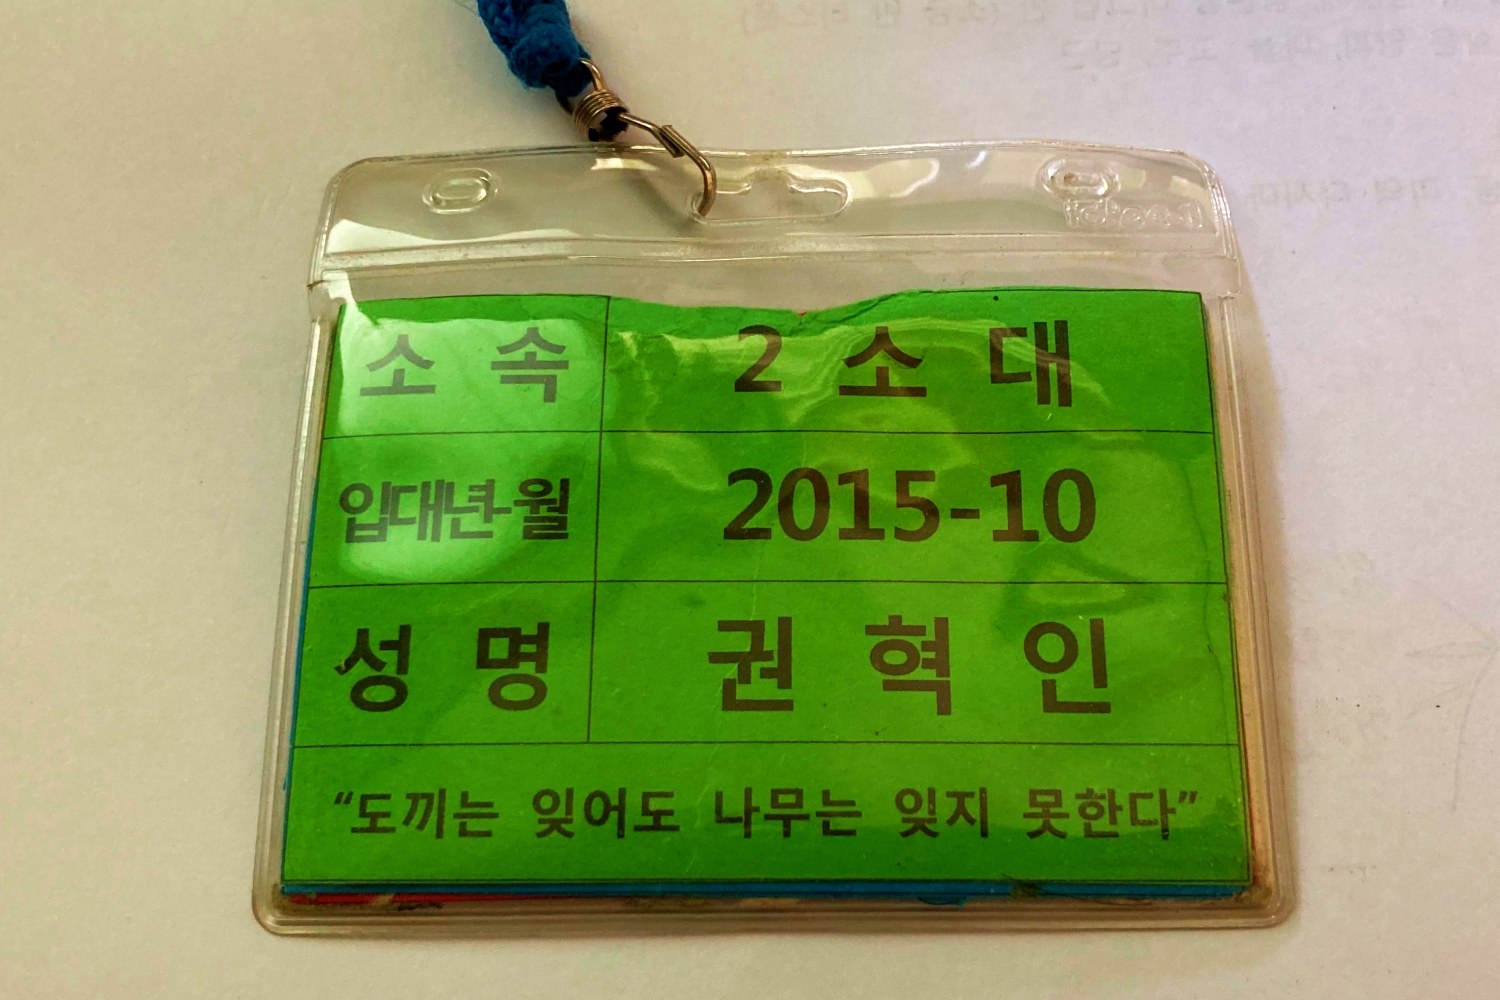 소속 2소대
입대년·월 2015-10
성명 권혁인
“도끼는 잊어도 나무는 잊지 못한다”